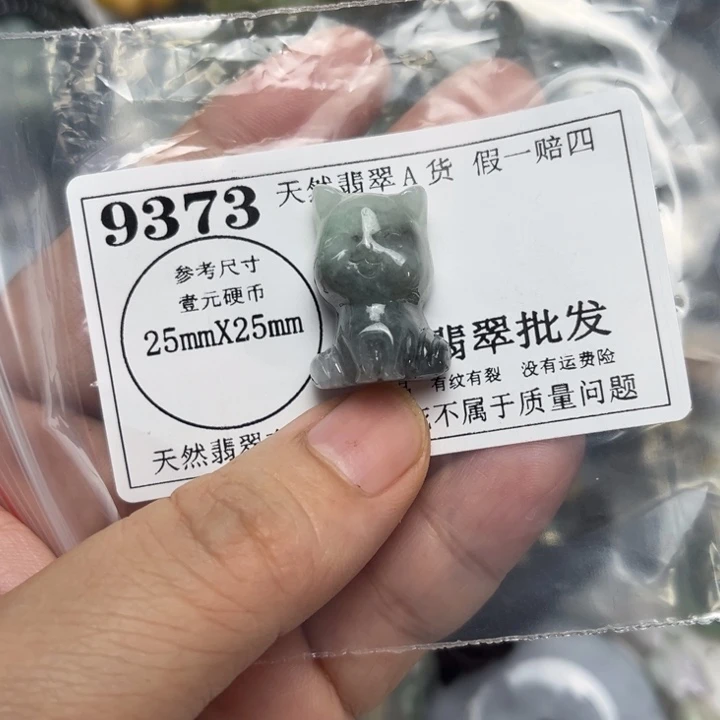 9373 天然翡翠A货 假一赔四
参考尺寸
壹元硬币
25mmX25mm
翡翠批发
有纹有裂 没有运费险
天然翡翠
不属于质量问题